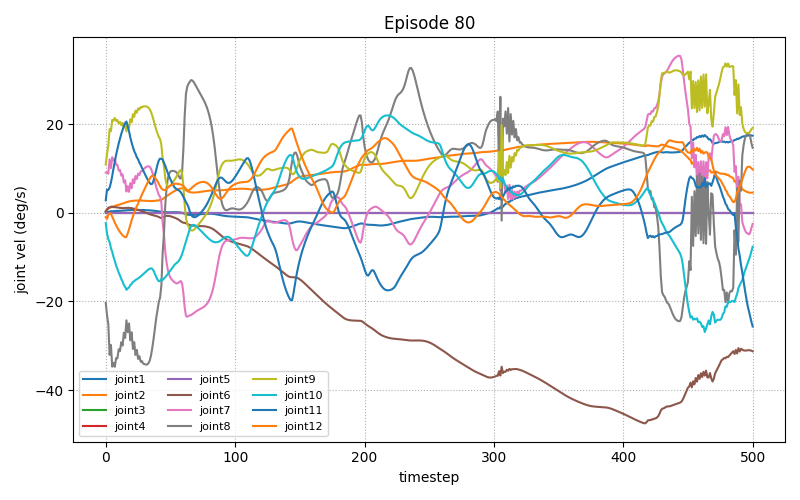 Episode 80
joint vel (deg/s)
20
0
−20
−40
joint1 joint5 joint9
joint2 joint6 joint10
joint3 joint7 joint11
joint4 joint8 joint12
0 100 200 300 400 500
timestep